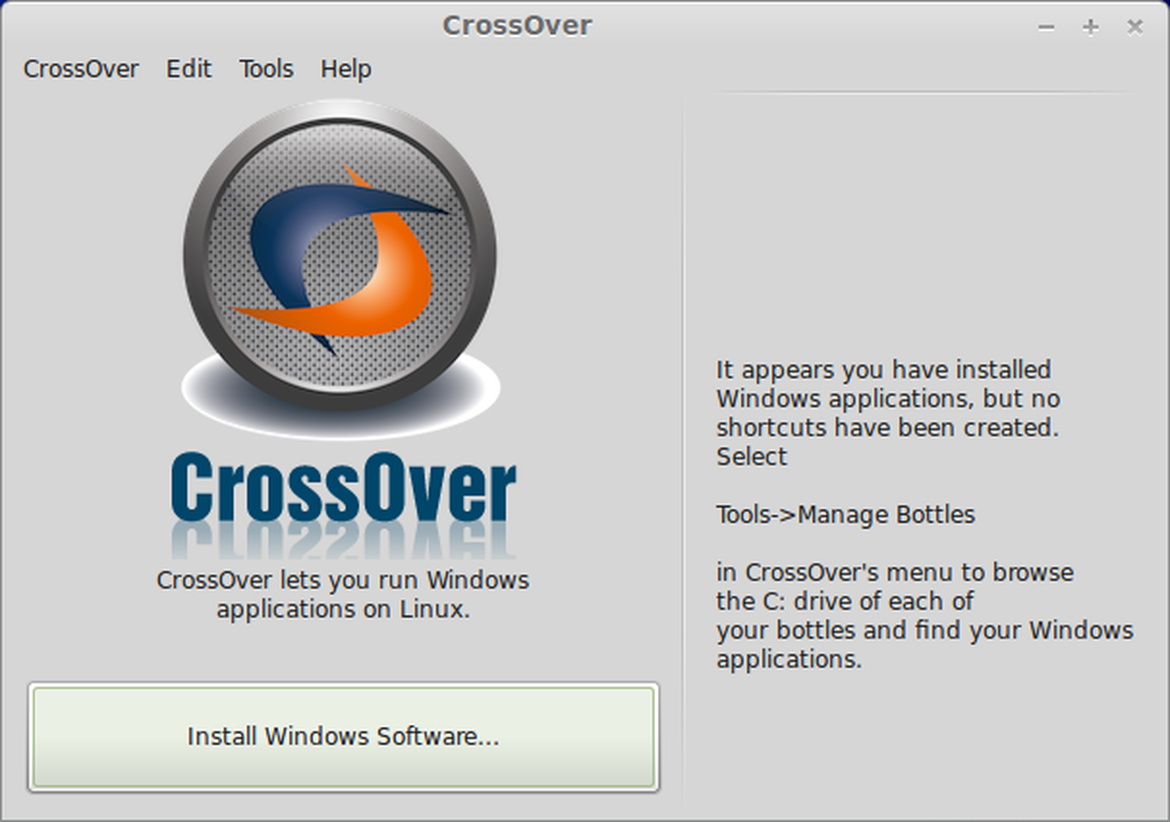 CrossOver
CrossOver Edit Tools Help
CrossOver
CrossOver lets you run Windows
applications on Linux.
Install Windows Software...
It appears you have installed
Windows applications, but no
shortcuts have been created.
Select
Tools->Manage Bottles
in CrossOver's menu to browse
the C: drive of each of
your bottles and find your Windows
applications.